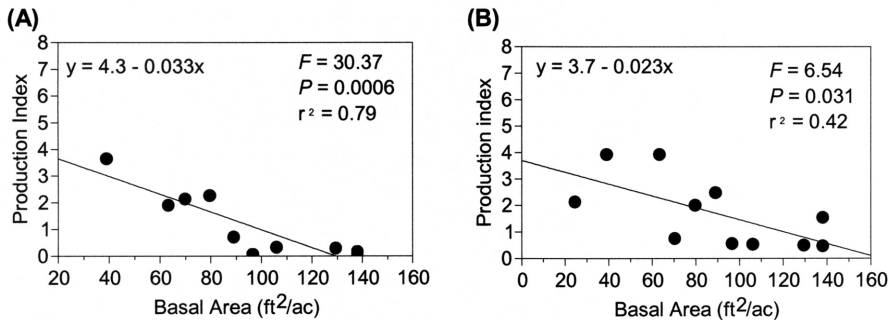 (A)
Production Index
8
7
6
5
4
3
2
1
0
y = 4.3 - 0.033x
F = 30.37
P = 0.0006
r² = 0.79
20 40 60 80 100 120 140 160
Basal Area (ft²/ac)
(B)
Production index
8
7
6
5
4
3
2
1
0
y = 3.7 - 0.023x
F = 6.54
P = 0.031
r² = 0.42
0 20 40 60 80 100 120 140 160
Basal Area (ft²/ac)